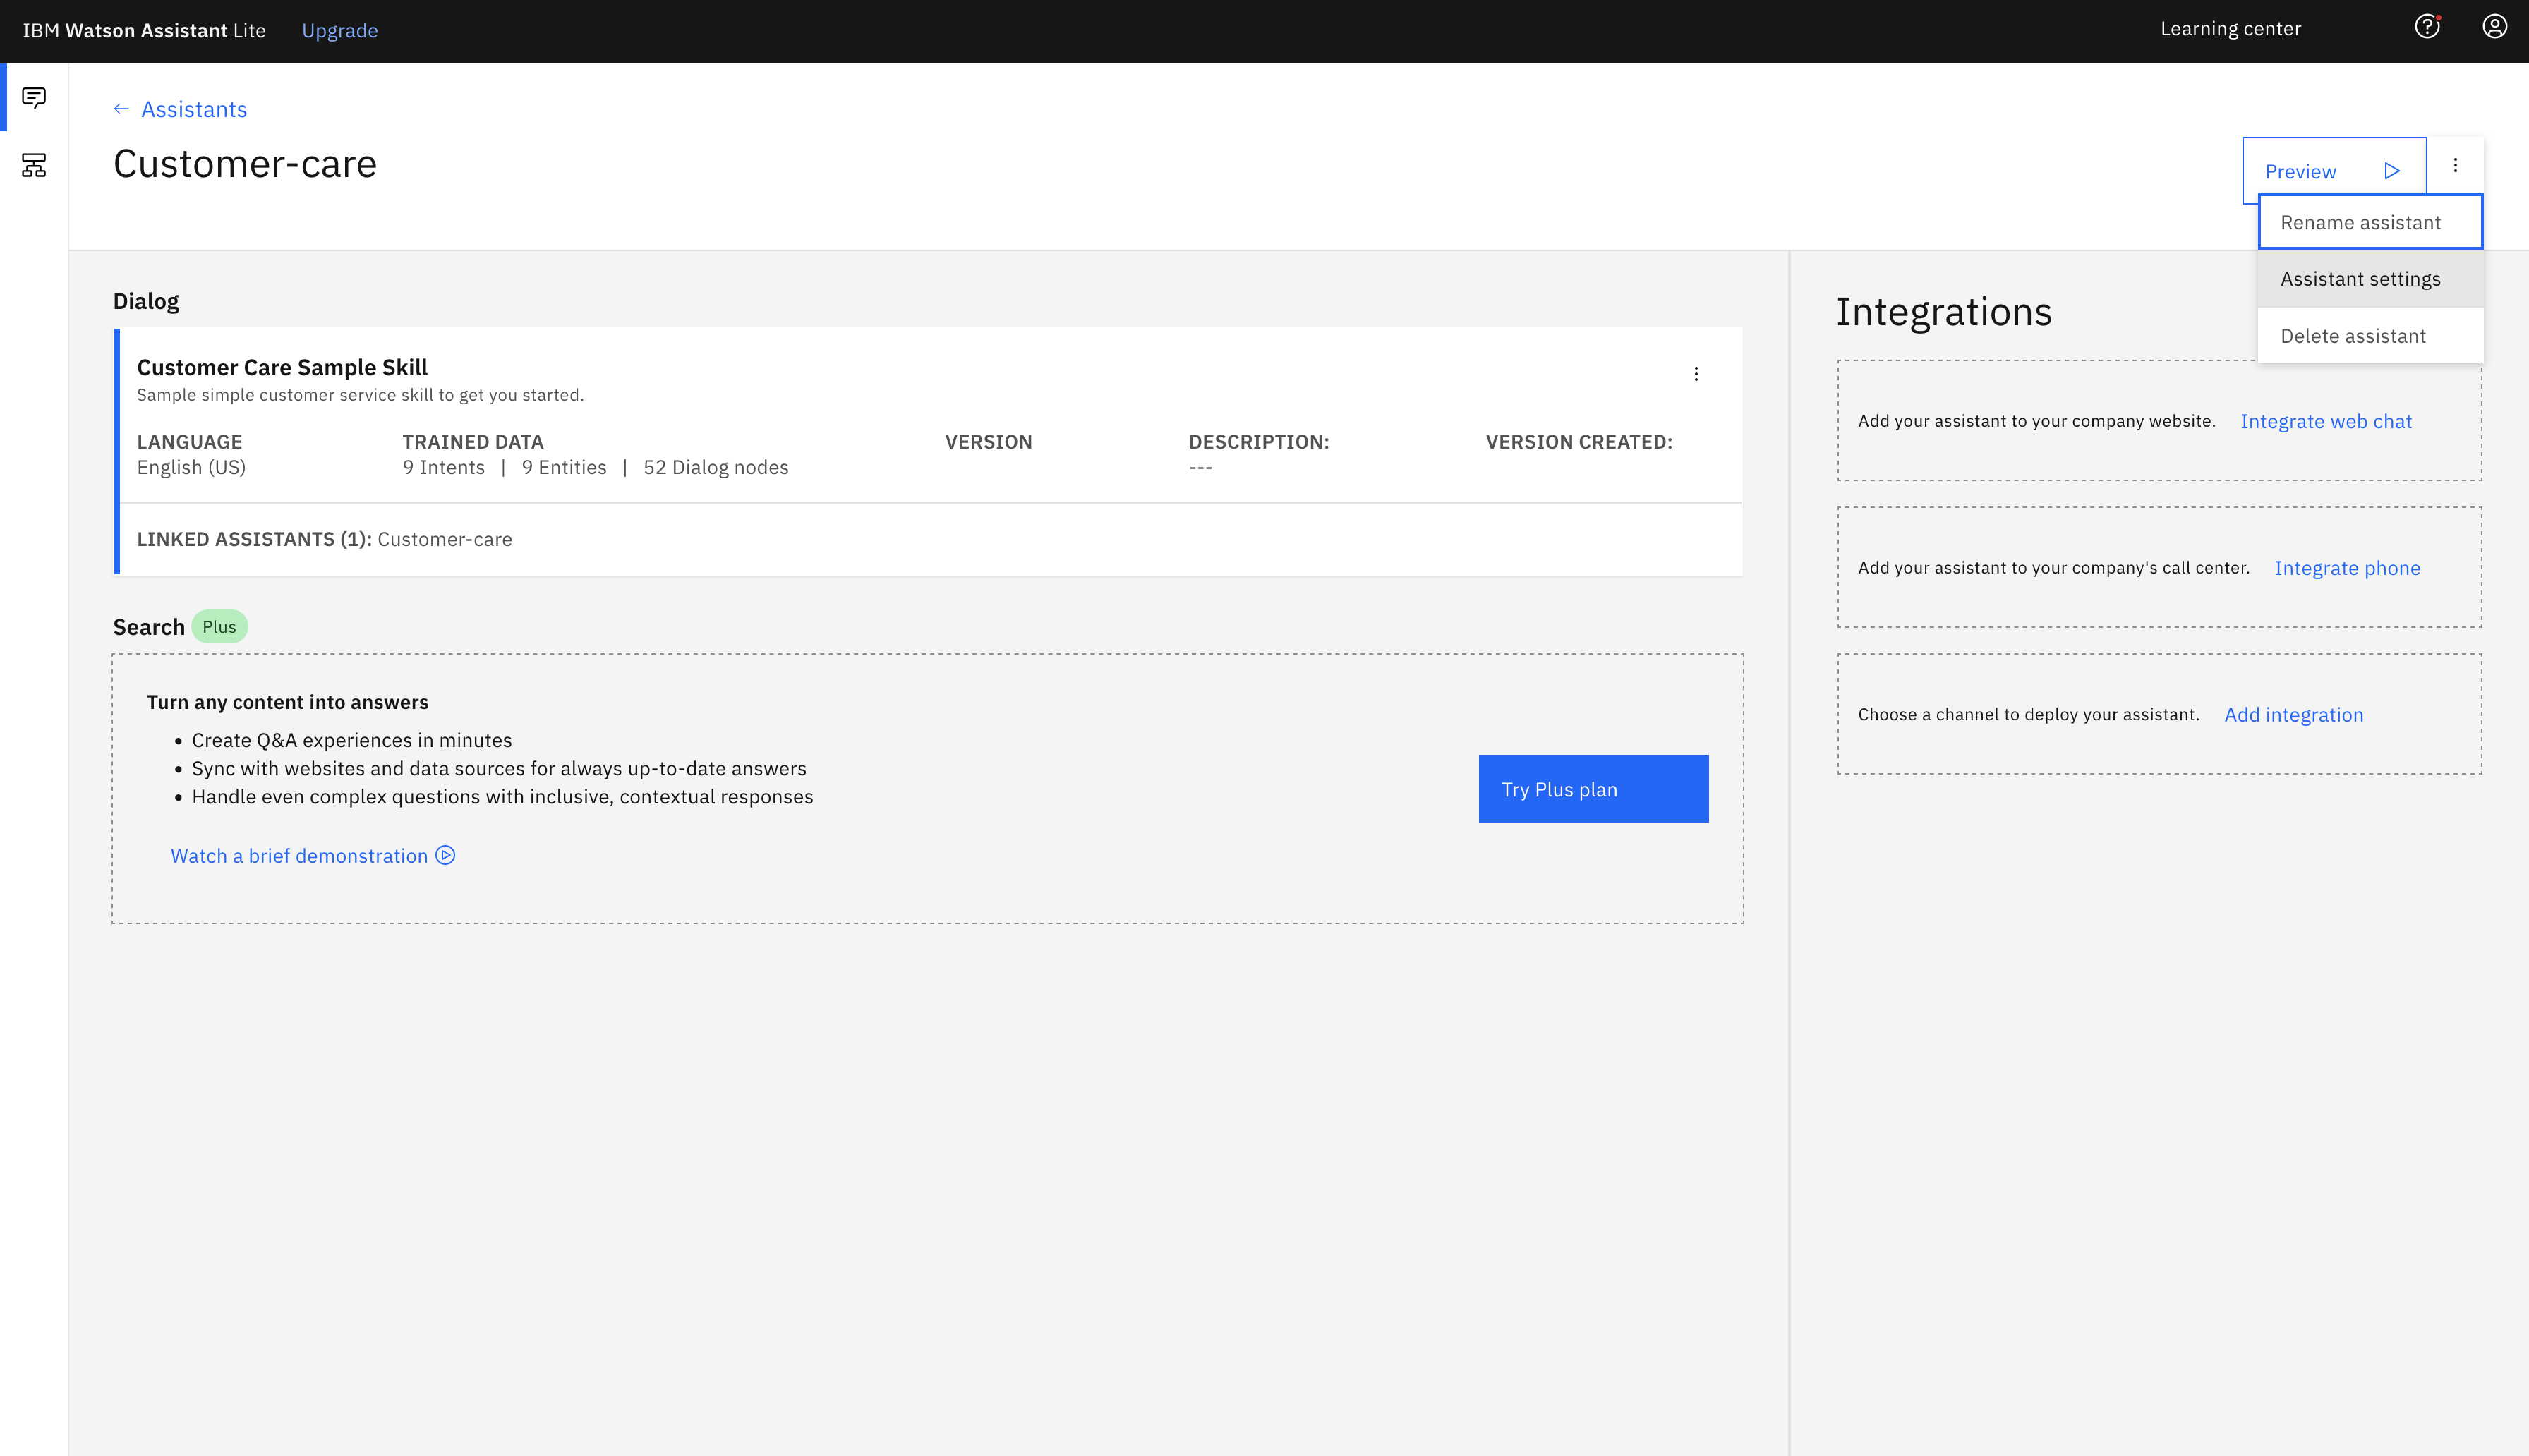 IBM Watson Assistant Lite Upgrade Learning center
Assistants
Customer-care
Preview
Rename assistant
Assistant settings
Delete assistant
Dialog
Customer Care Sample Skill
Sample simple customer service skill to get you started.
LANGUAGE TRAINED DATA VERSION DESCRIPTION: VERSION CREATED:
English (US) 9 Intents | 9 Entities | 52 Dialog nodes ---
LINKED ASSISTANTS (1): Customer-care
Search Plus
Turn any content into answers
• Create Q&A experiences in minutes
• Sync with websites and data sources for always up-to-date answers
• Handle even complex questions with inclusive, contextual responses
Watch a brief demonstration
Try Plus plan
Integrations
Add your assistant to your company website. Integrate web chat
Add your assistant to your company's call center. Integrate phone
Choose a channel to deploy your assistant. Add integration